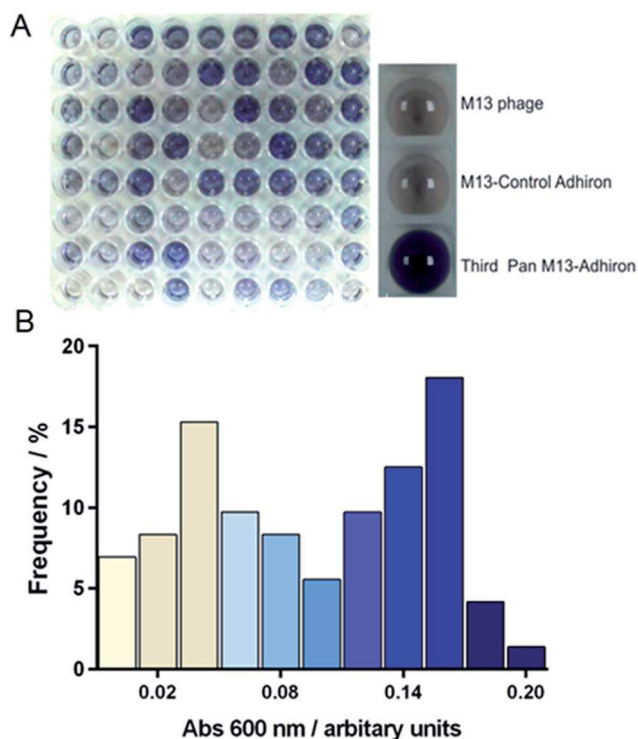 A
M13 phage
M13-Control Adhiron
Third Pan M13-Adhiron
B
20
15
10
5
0
Frequency / %
0.02 0.08 0.14 0.20
Abs 600 nm / arbitary units